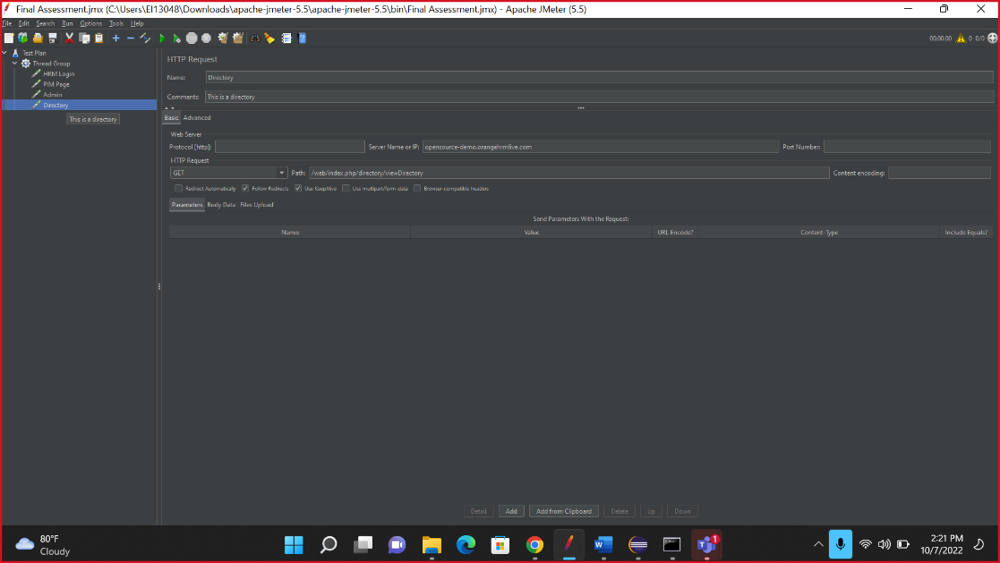 Final Assessment.jmx (C:\Users\EI13048\Downloads\apache-jmeter-5.5\apache-jmeter-5.5\bin\Final Assessment.jmx) - Apache JMeter (5.5)
File Edit Search Run Options Tools Help
00:00:00 0 0/0
Test Plan
Thread Group
HRM Login
PIM Page
Admin
Directory
This is a directory
HTTP Request
Name: Directory
Comments: This is a directory
Basic Advanced
Web Server
Protocol [http]: Server Name or IP: opensource-demo.orangehrmlive.com Port Number:
HTTP Request
GET Path: /web/index.php/directory/viewDirectory Content encoding:
Redirect Automatically Follow Redirects Use KeepAlive Use multipart/form-data Browser-compatible headers
Parameters Body Data Files Upload
Send Parameters With the Request:
Name: Value URL Encode? Content-Type Include Equals?
Detail Add Add from Clipboard Delete Up Down
80°F
Cloudy
1
2:21 PM
10/7/2022